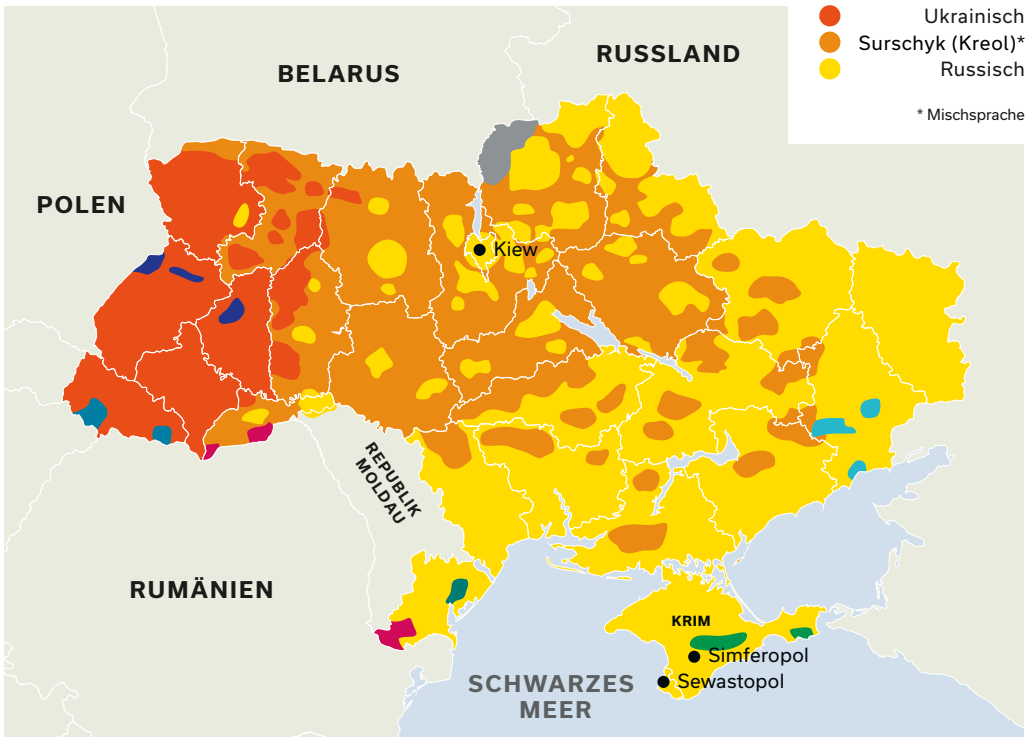 Ukrainisch
Surschyk (Kreol)*
Russisch
* Mischsprache
RUSSLAND
BELARUS
POLEN
Kiew
REPUBLIK
MOLDAU
RUMÄNIEN
KRIM
Simferopol
Sewastopol
SCHWARZES
MEER